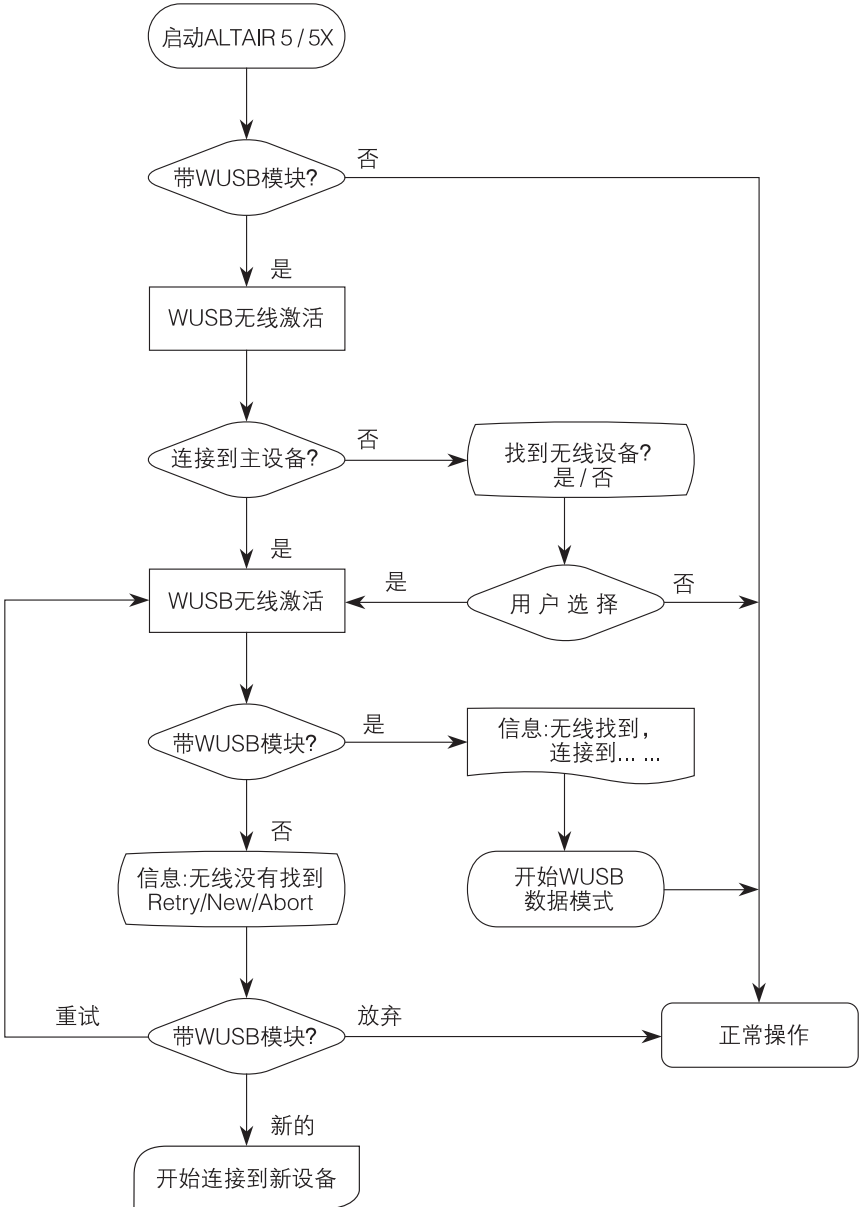 启动ALTAIR 5 / 5X
带WUSB模块?
否
是
WUSB无线激活
连接到主设备?
否
找到无线设备?
是 / 否
是
WUSB无线激活
是
用 户 选 择
否
带WUSB模块?
是
信息:无线找到，
连接到... ...
否
信息:无线没有找到
Retry/New/Abort
开始WUSB
数据模式
重试
带WUSB模块?
放弃
正常操作
新的
开始连接到新设备